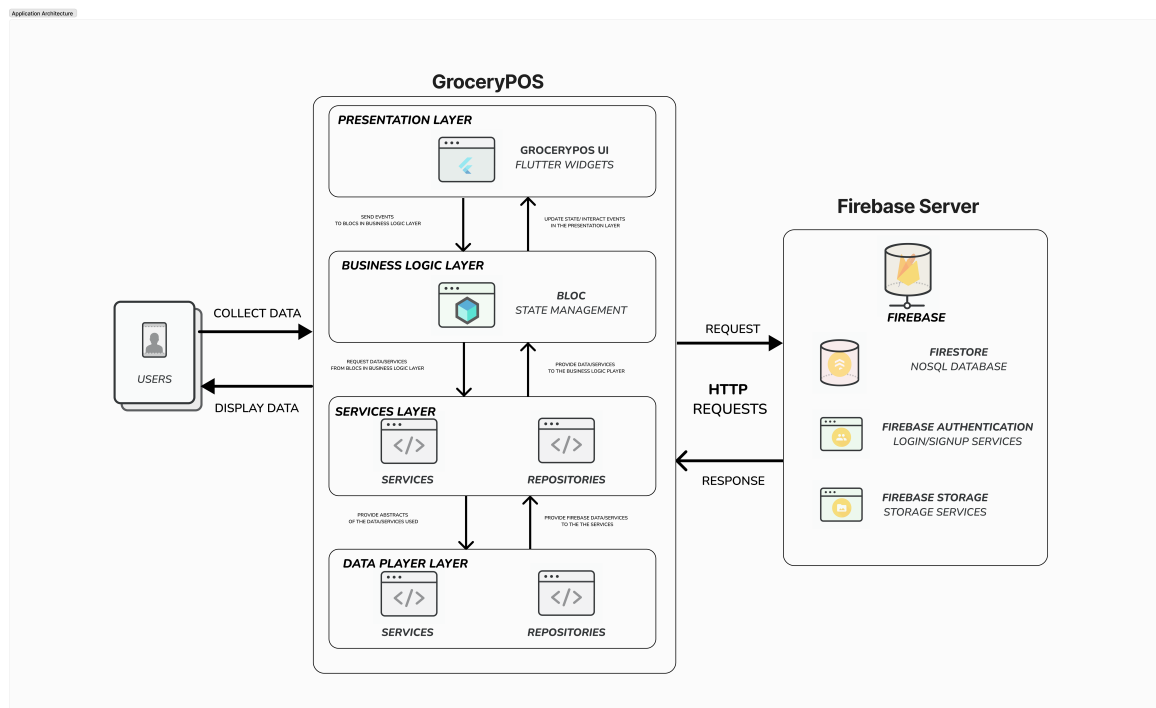 Application Architecture
GroceryPOS
PRESENTATION LAYER
GROCERYPOS UI
FLUTTER WIDGETS
SEND EVENTS
TO BLOCS IN BUSINESS LOGIC LAYER
UPDATE STATE/ INTERACT EVENTS
IN THE PRESENTATION LAYER
BUSINESS LOGIC LAYER
BLOC
STATE MANAGEMENT
REQUEST DATA/SERVICES
FROM BLOCS IN BUSINESS LOGIC LAYER
PROVIDE DATA/SERVICES
TO THE BUSINESS LOGIC PLAYER
SERVICES LAYER
</>
</>
SERVICES
REPOSITORIES
PROVIDE ABSTRACTS
OF THE DATA/SERVICES USED
PROVIDE FIREBASE DATA/SERVICES
TO THE THE SERVICES
DATA PLAYER LAYER
</>
</>
SERVICES
REPOSITORIES
USERS
COLLECT DATA
DISPLAY DATA
REQUEST
HTTP
REQUESTS
RESPONSE
Firebase Server
FIREBASE
FIRESTORE
NOSQL DATABASE
FIREBASE AUTHENTICATION
LOGIN/SIGNUP SERVICES
FIREBASE STORAGE
STORAGE SERVICES